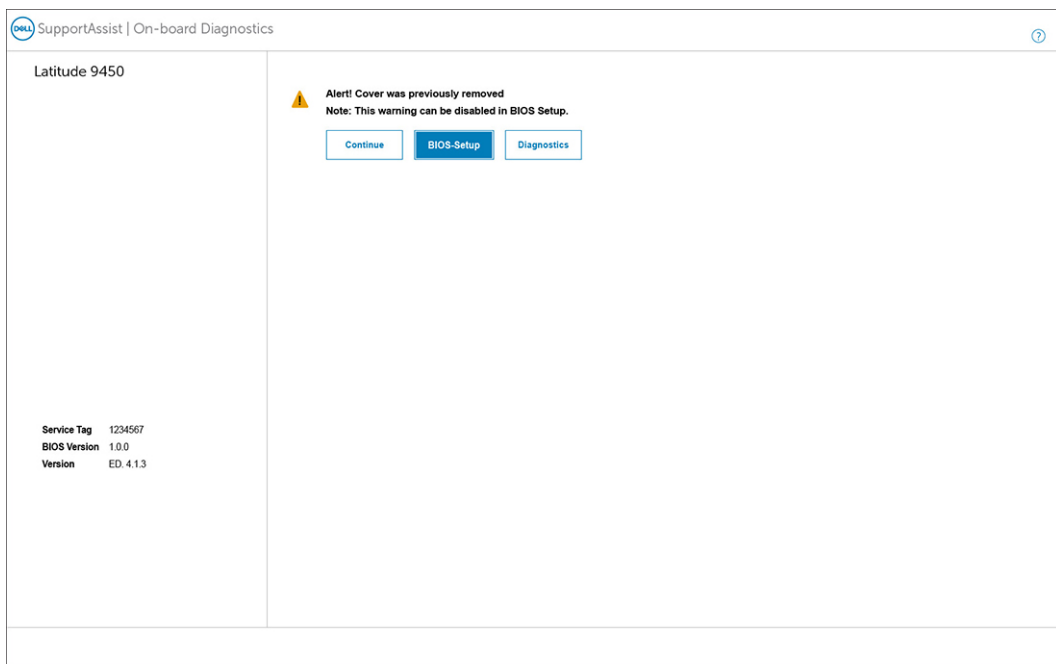 DELL SupportAssist | On-board Diagnostics
?
Latitude 9450
Alert! Cover was previously removed
Note: This warning can be disabled in BIOS Setup.
Continue BIOS-Setup Diagnostics
Service Tag 1234567
BIOS Version 1.0.0
Version ED. 4.1.3